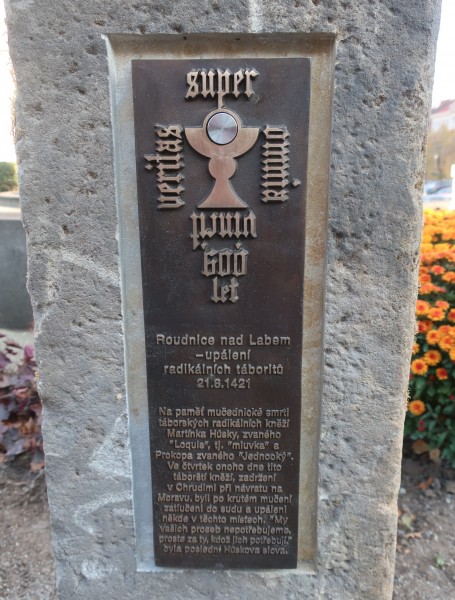 super
veritas
omnia
vincit
600
let
Roudnice nad Labem
–upálení
radikálních táboritů
21.8.1421
Na paměť mučednické smrti
táborských radikálních kněží
Martínka Húsky, zvaného
"Loquis", tj. "mluvka" a
Prokopa zvaného "Jednooký".
Ve čtvrtek onoho dne tito
táborští kněží, zadržení
v Chrudimi při návratu na
Moravu, byli po krutém mučení
zatlučeni do sudu a upáleni
někde v těchto místech. "My
vašich proseb nepotřebujeme,
proste za ty, kdož jich potřebují,"
byla poslední Húskova slova.